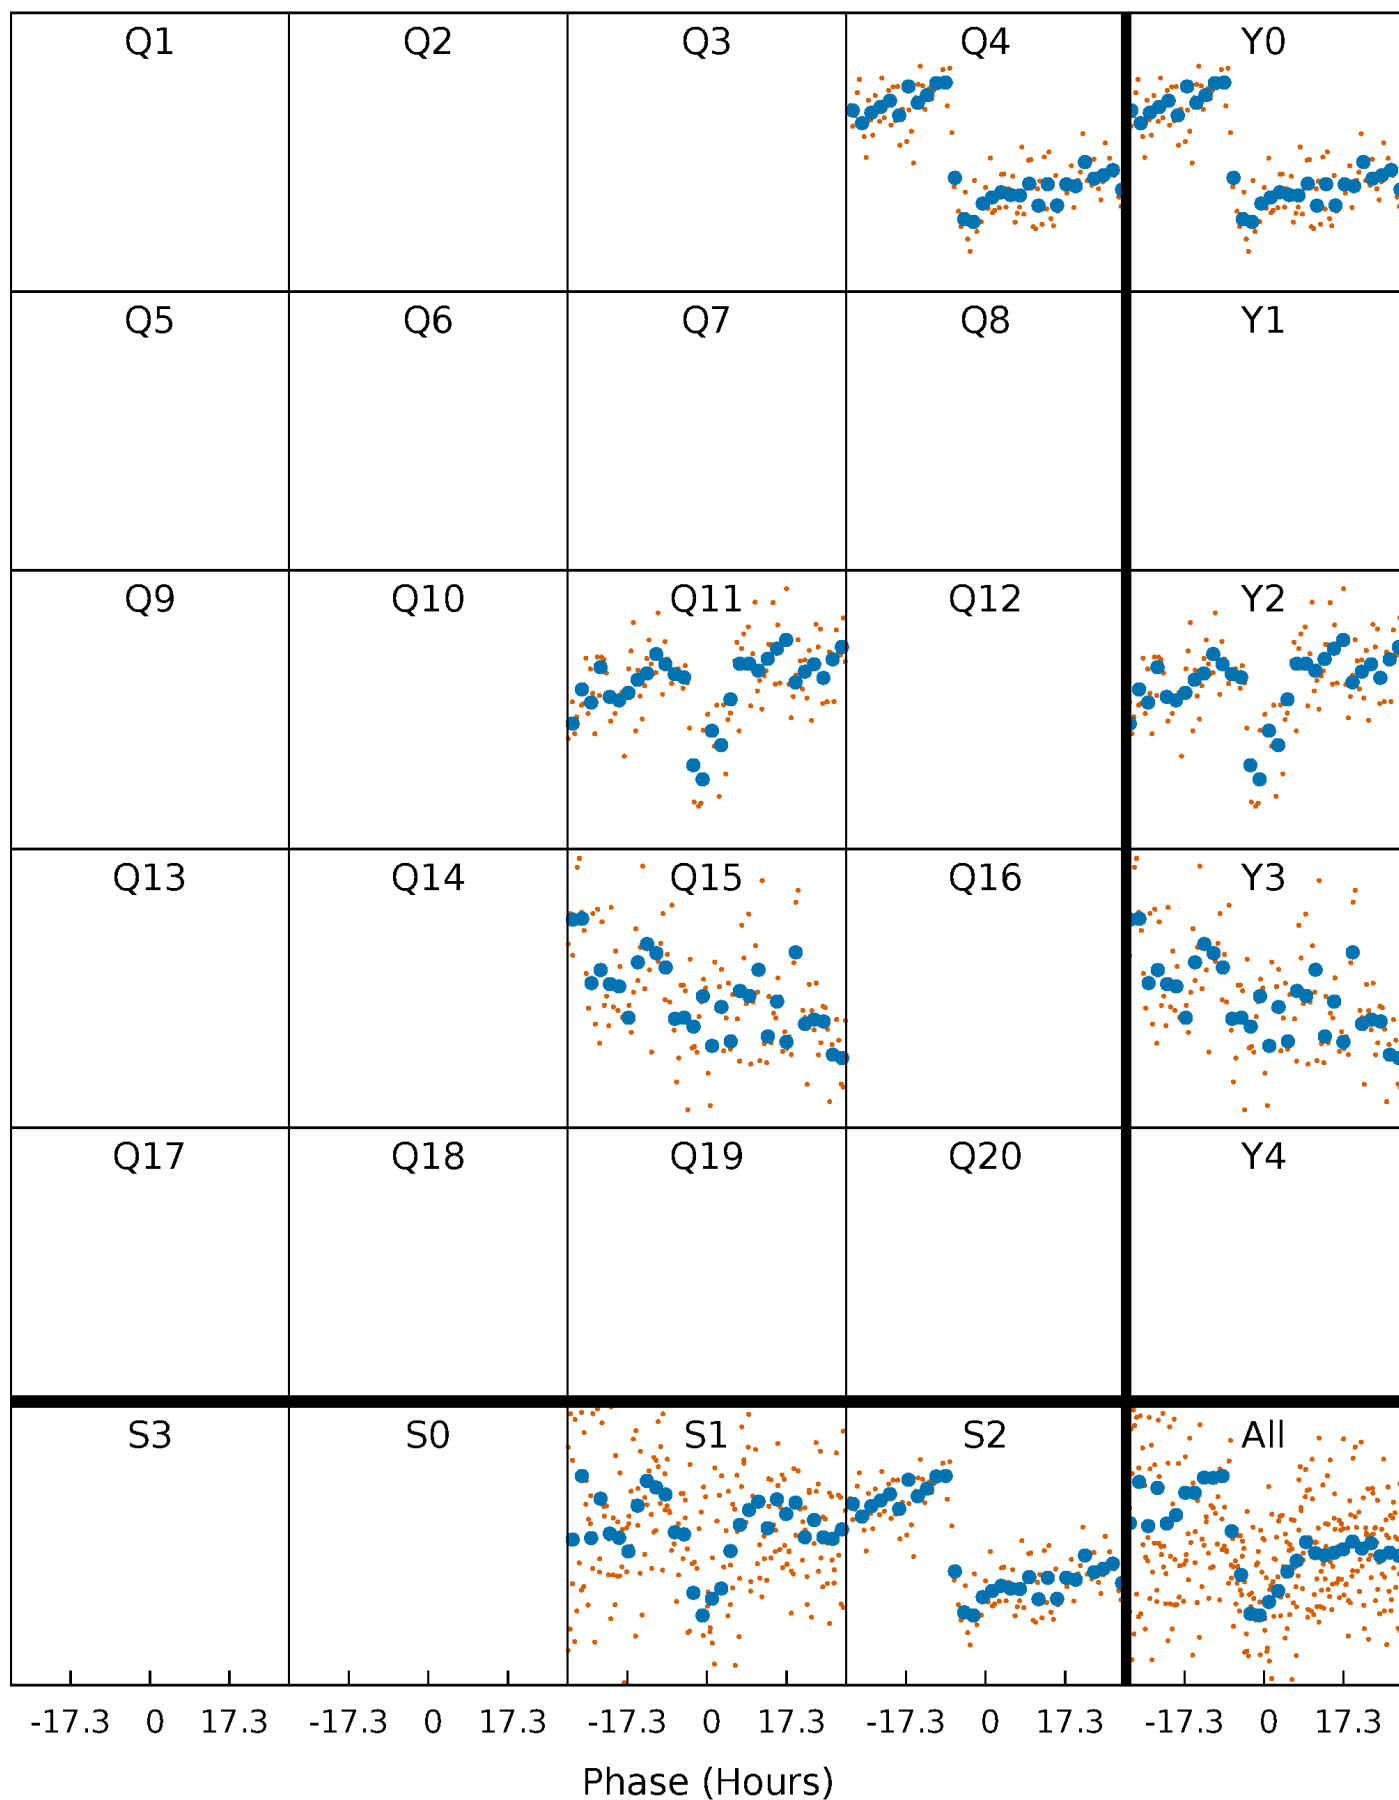 Q1 Q2 Q3 Q4 Y0
Q5 Q6 Q7 Q8 Y1
Q9 Q10 Q11 Q12 Y2
Q13 Q14 Q15 Q16 Y3
Q17 Q18 Q19 Q20 Y4
S3 S0 S1 S2 All
-17.3 0 17.3 -17.3 0 17.3 -17.3 0 17.3 -17.3 0 17.3 -17.3 0 17.3
Phase (Hours)